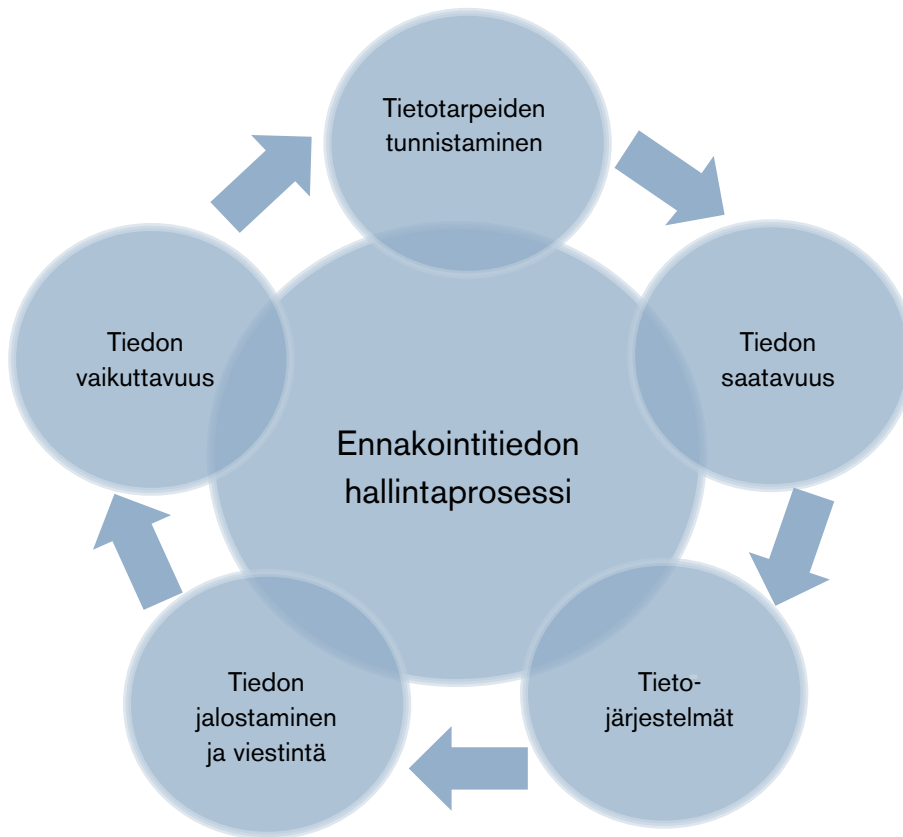 Tietotarpeiden
tunnistaminen
Tiedon
saatavuus
Tieto-
järjestelmät
Tiedon
jalostaminen
ja viestintä
Tiedon
vaikuttavuus
Ennakointitiedon
hallintaprosessi